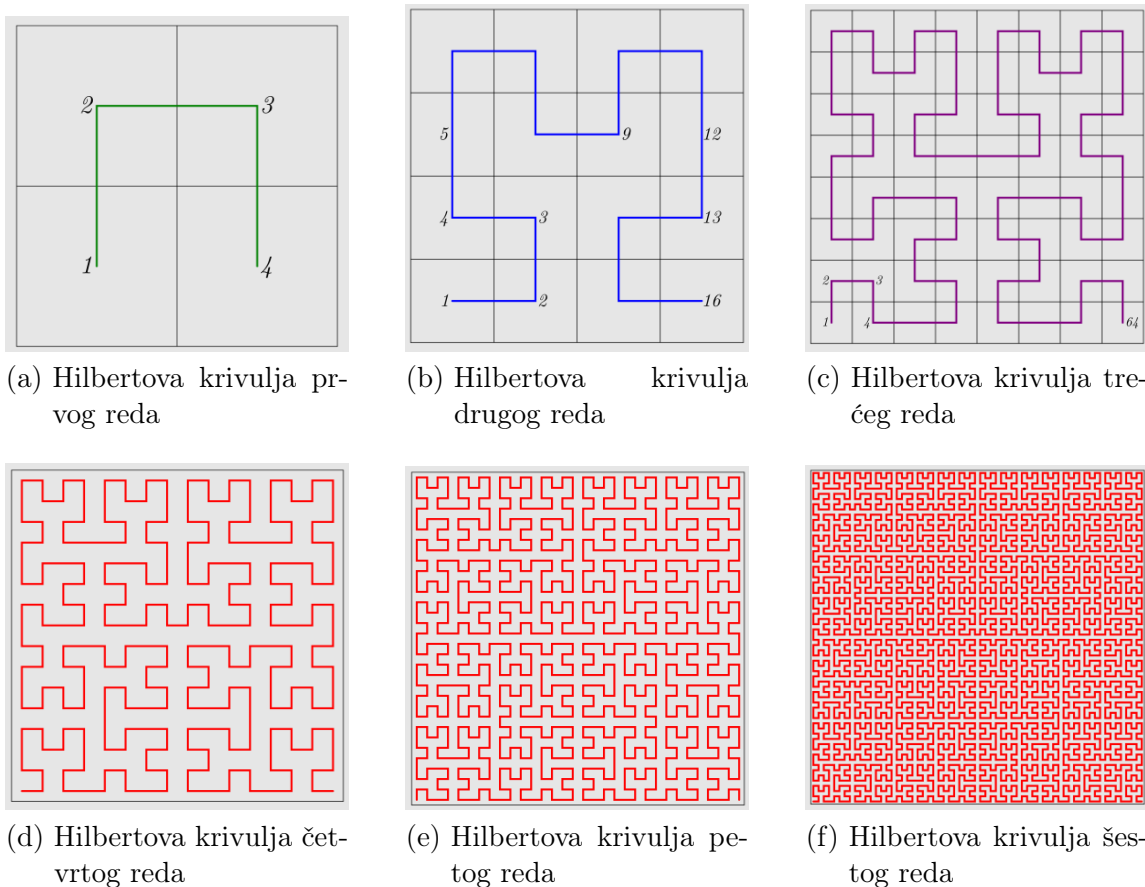 2 3
1 4
5 9 12
4 3 13
1 2 16
2 3
1 4 64
(a) Hilbertova krivulja pr-
vog reda
(b) Hilbertova krivulja
drugog reda
(c) Hilbertova krivulja tre-
ćeg reda
(d) Hilbertova krivulja čet-
vrtog reda
(e) Hilbertova krivulja pe-
tog reda
(f) Hilbertova krivulja šes-
tog reda